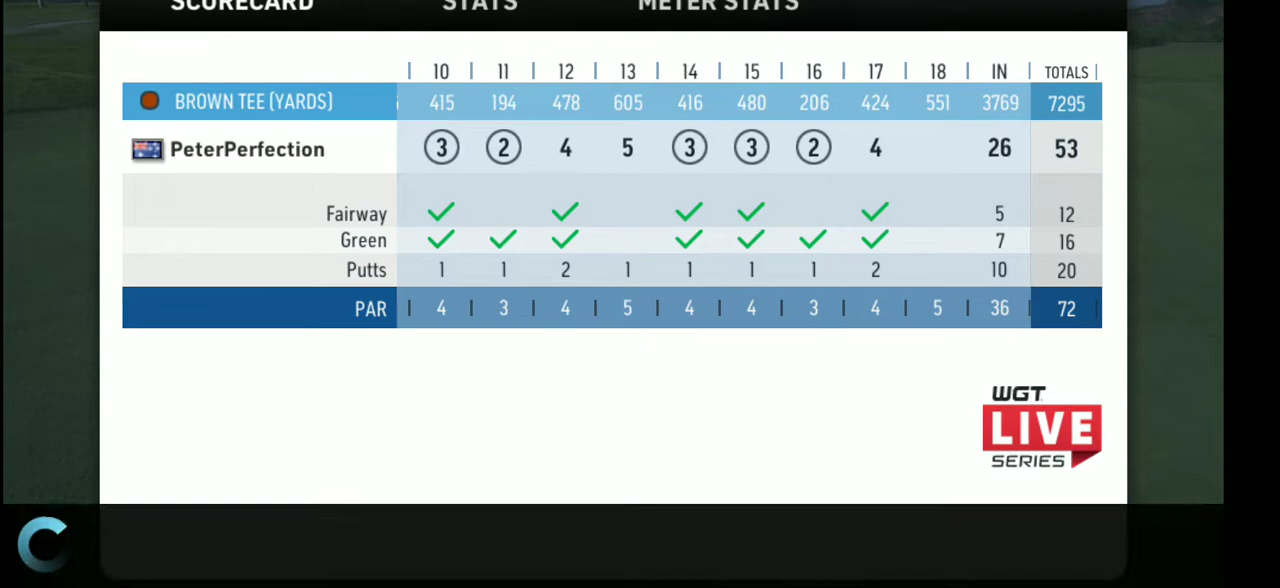 SCORECARD STATS METER STATS
10 11 12 13 14 15 16 17 18 IN TOTALS
BROWN TEE (YARDS) 415 194 478 605 416 480 206 424 551 3769 7295
PeterPerfection 3 2 4 5 3 3 2 4 26 53
Fairway 5 12
Green 7 16
Putts 1 1 2 1 1 1 1 2 10 20
PAR 4 3 4 5 4 4 3 4 5 36 72
WGT
LIVE
SERIES